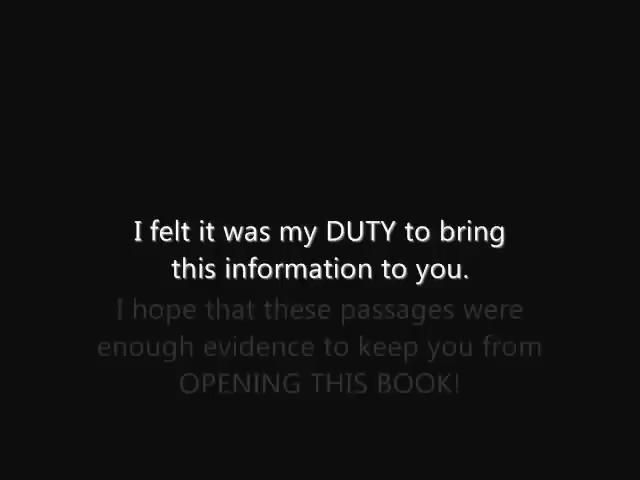 I felt it was my DUTY to bring
this information to you.
I hope that these passages were
enough evidence to keep you from
OPENING THIS BOOK!